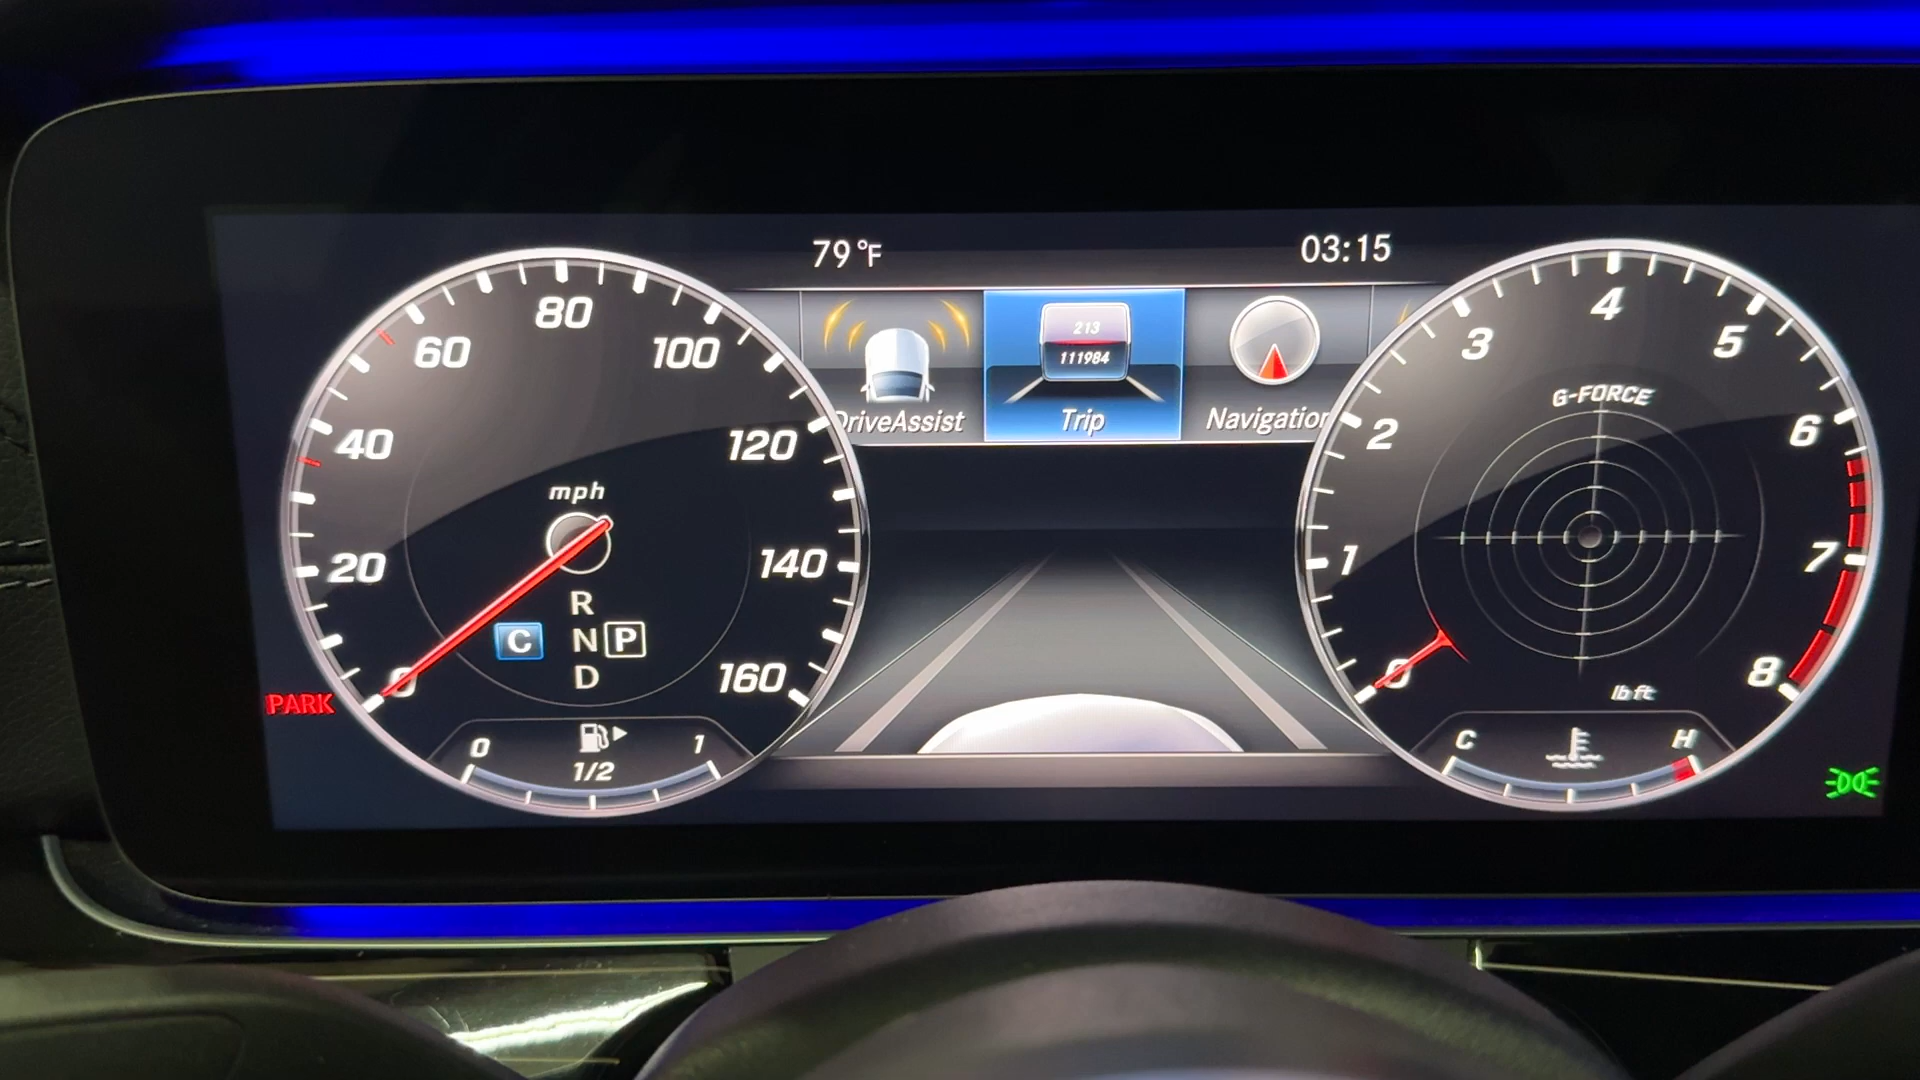 79°F
03:15
DriveAssist
213
111984
Trip
Navigation
0
20
40
60
80
100
120
140
160
mph
R
C
N
P
D
PARK
0
1/2
1
0
1
2
3
4
5
6
7
8
G-FORCE
lb ft
C
H